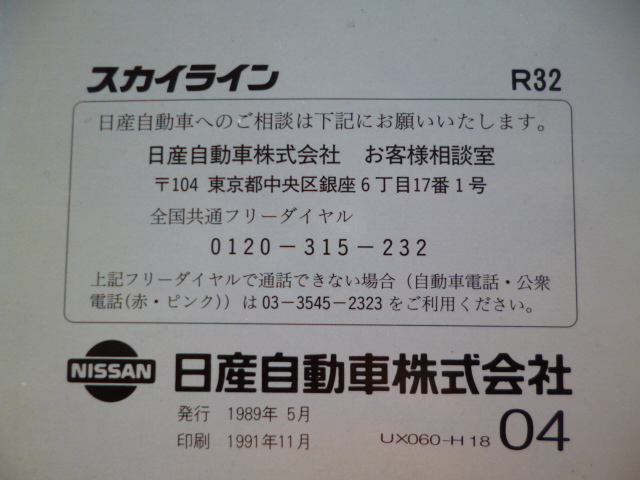 スカイライン R32
日産自動車へのご相談は下記にお願いいたします。
日産自動車株式会社 お客様相談室
〒104 東京都中央区銀座6丁目17番1号
全国共通フリーダイヤル
0120-315-232
上記フリーダイヤルで通話できない場合（自動車電話・公衆
電話(赤・ピンク)）は03-3545-2323をご利用ください。
NISSAN 日産自動車株式会社
発行 1989年 5月
印刷 1991年11月 UX060-H18 04